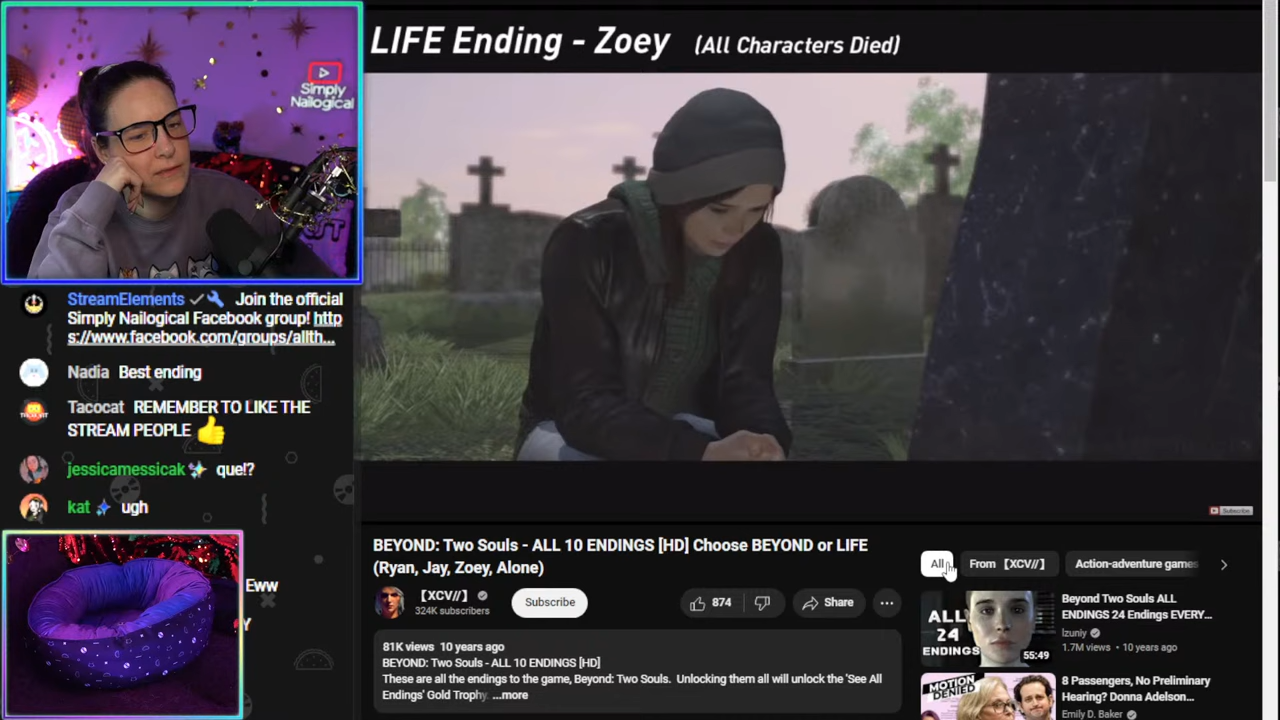 Simply
Nailogical
LIFE Ending - Zoey (All Characters Died)
StreamElements Join the official
Simply Nailogical Facebook group! http
s://www.facebook.com/groups/allth...
Nadia Best ending
Tacocat REMEMBER TO LIKE THE
STREAM PEOPLE 👍
jessicamessicak que!?
kat ugh
Eww
Subscribe
BEYOND: Two Souls - ALL 10 ENDINGS [HD] Choose BEYOND or LIFE
(Ryan, Jay, Zoey, Alone)
【XCV//】
324K subscribers
Subscribe
874
Share
81K views 10 years ago
BEYOND: Two Souls - ALL 10 ENDINGS [HD]
These are all the endings to the game, Beyond: Two Souls. Unlocking them all will unlock the 'See All
Endings' Gold Trophy. ...more
All
From 【XCV//】
Action-adventure games
ALL
24
ENDINGS
55:49
Beyond Two Souls ALL
ENDINGS 24 Endings EVERY...
Izuniy
1.7M views • 10 years ago
MOTION
DENIED
8 Passengers, No Preliminary
Hearing? Donna Adelson...
Emily D. Baker